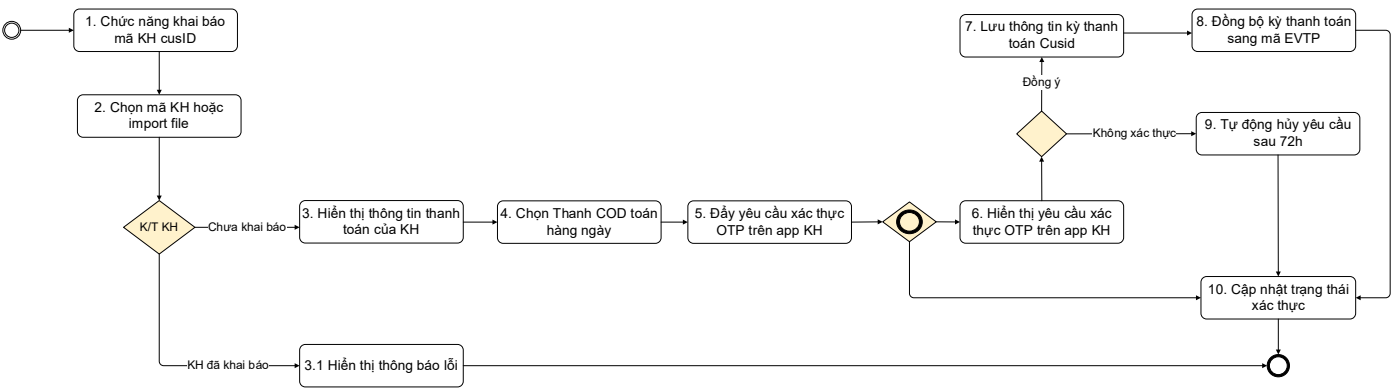 1. Chức năng khai báo
mã KH cusID
2. Chọn mã KH hoặc
import file
K/T KH
Chưa khai báo
3. Hiển thị thông tin thanh
toán của KH
4. Chọn Thanh COD toán
hàng ngày
5. Đẩy yêu cầu xác thực
OTP trên app KH
6. Hiển thị yêu cầu xác
thực OTP trên app KH
Đồng ý
7. Lưu thông tin kỳ thanh
toán Cusid
8. Đồng bộ kỳ thanh toán
sang mã EVTP
Không xác thực
9. Tự động hủy yêu cầu
sau 72h
10. Cập nhật trạng thái
xác thực
KH đã khai báo
3.1 Hiển thị thông báo lỗi